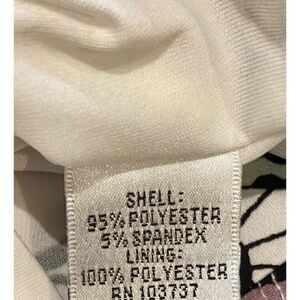 SHELL:
95% POLYESTER
5% SPANDEX
LINING:
100% POLYESTER
RN 103737